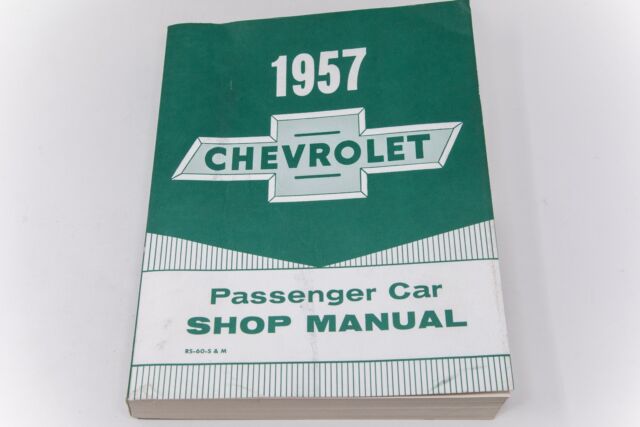 1957
CHEVROLET
Passenger Car
SHOP MANUAL
RS-60-S & M